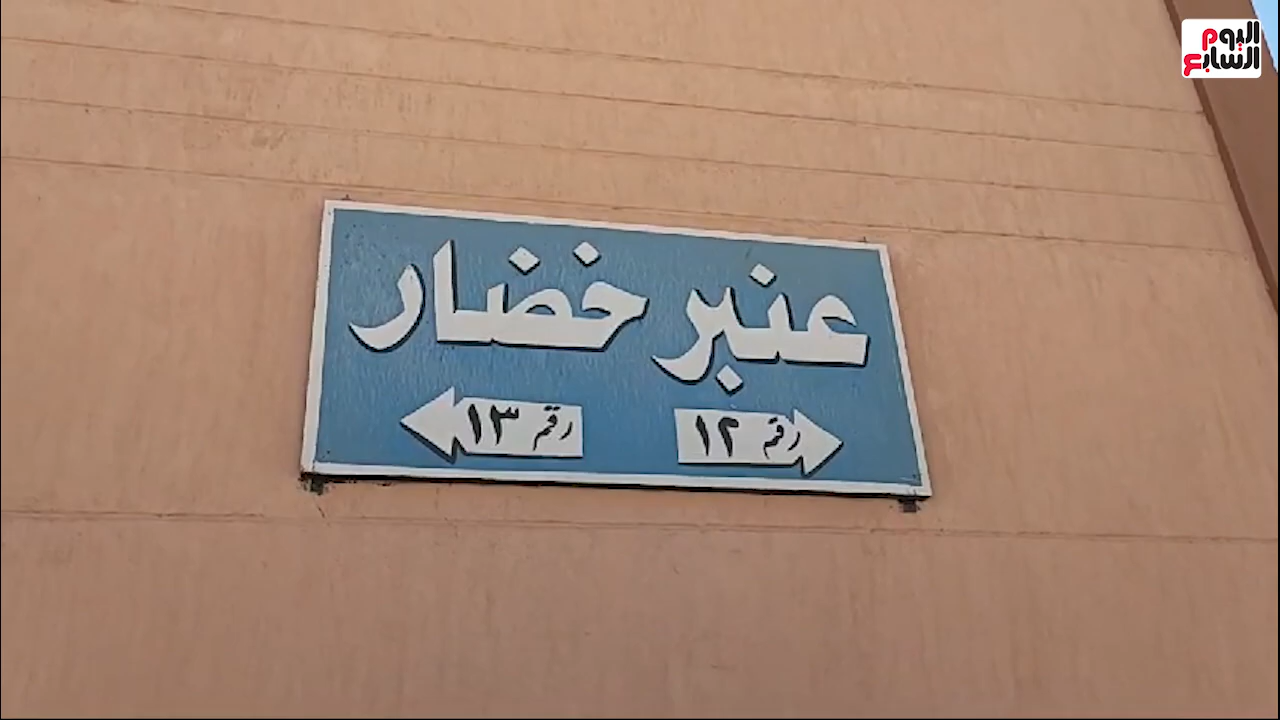 اليوم
السابع
عنبر خضار
رقم ١٢
رقم ١٣